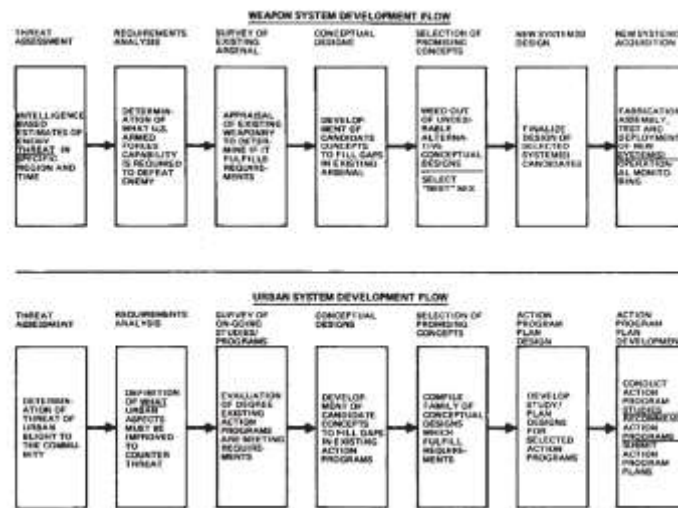 WEAPON SYSTEM DEVELOPMENT FLOW
THREAT
ASSESSMENT
INTELLIGENCE
BASED
ESTIMATES OF
ENEMY
THREAT IN
SPECIFIC
REGION AND
TIME
REQUIREMENTS
ANALYSIS
DETERMIN-
ATION OF
WHAT U.S.
ARMED
FORCES
CAPABILITY
IS REQUIRED
TO DEFEAT
ENEMY
SURVEY OF
EXISTING
ARSENAL
APPRAISAL
OF EXISTING
WEAPONRY
TO DETER-
MINE IF IT
FULFILLS
REQUIRE-
MENTS
CONCEPTUAL
DESIGNS
DEVELOP-
MENT OF
CANDIDATE
CONCEPTS TO
FILL GAPS
IN EXISTING
ARSENAL
SELECTION OF
PROMISING
CONCEPTS
WEED OUT
OF UNDESI-
RABLE
ALTERNA-
TIVE
CONCEPTUAL
DESIGNS
SELECT
"BEST" MIX
NEW SYSTEM(S)
DESIGN
FINALIZE
DESIGN OF
SELECTED
SYSTEM(S)
CANDIDATES
NEW SYSTEM(S)
ACQUISITION
FABRICATION
ASSEMBLY,
TEST AND
DEPLOYMENT
OF NEW
SYSTEM(S)
OPERATION-
AL MONITO-
RING
URBAN SYSTEM DEVELOPMENT FLOW
THREAT
ASSESSMENT
DETERMIN-
ATION OF
THREAT OF
URBAN
BLIGHT TO
THE COMMU-
NITY
REQUIREMENTS
ANALYSIS
DEFINITION
OF WHAT
URBAN
ASPECTS
MUST BE
IMPROVED
TO COUNTER
THREAT
SURVEY OF
ON-GOING
STUDIES/
PROGRAMS
EVALUATION
OF DEGREE
EXISTING
ACTION
PROGRAMS
ARE MEETING
REQUIRE-
MENTS
CONCEPTUAL
DESIGNS
DEVELOP-
MENT OF
CANDIDATE
CONCEPTS
TO FILL GAPS
IN EXISTING
ACTION
PROGRAMS
SELECTION OF
PROMISING
CONCEPTS
COMPILE
FAMILY OF
CONCEPTUAL
DESIGNS
WHICH
FULFILL
REQUIRE-
MENTS
ACTION
PROGRAM
PLAN
DESIGN
DEVELOP
STUDY/
PLAN
DESIGNS FOR
SELECTED
ACTION
PROGRAMS
ACTION
PROGRAM
PLAN
DEVELOPMENT
CONDUCT
ACTION
PROGRAM
STUDIES
ACTION
PROGRAMS
SUBMIT
ACTION
PROGRAM
PLANS